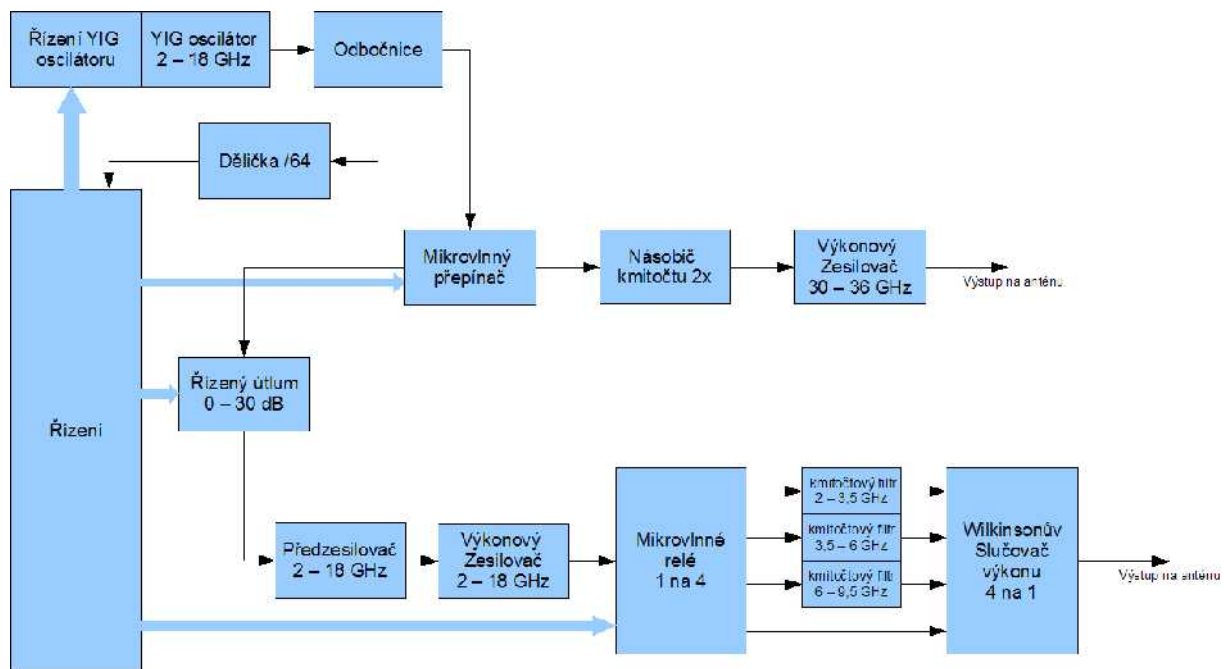 Řízení YIG
oscilátoru
YIG oscilátor
2 – 18 GHz
Odbočnice
Dělička /64
Mikrovlnný
přepínač
Násobič
kmitočtu 2x
Výkonový
Zesilovač
30 – 36 GHz
Výstup na anténu
Řízený útlum
0 – 30 dB
Řízení
Předzesilovač
2 – 18 GHz
Výkonový
Zesilovač
2 – 18 GHz
Mikrovlnné
relé
1 na 4
kmitočtový filtr
2 – 3,5 GHz
kmitočtový filtr
3,5 – 6 GHz
kmitočtový filtr
6 – 9,5 GHz
Wilkinsonův
Slučovač
výkonu
4 na 1
Výstup na anténu